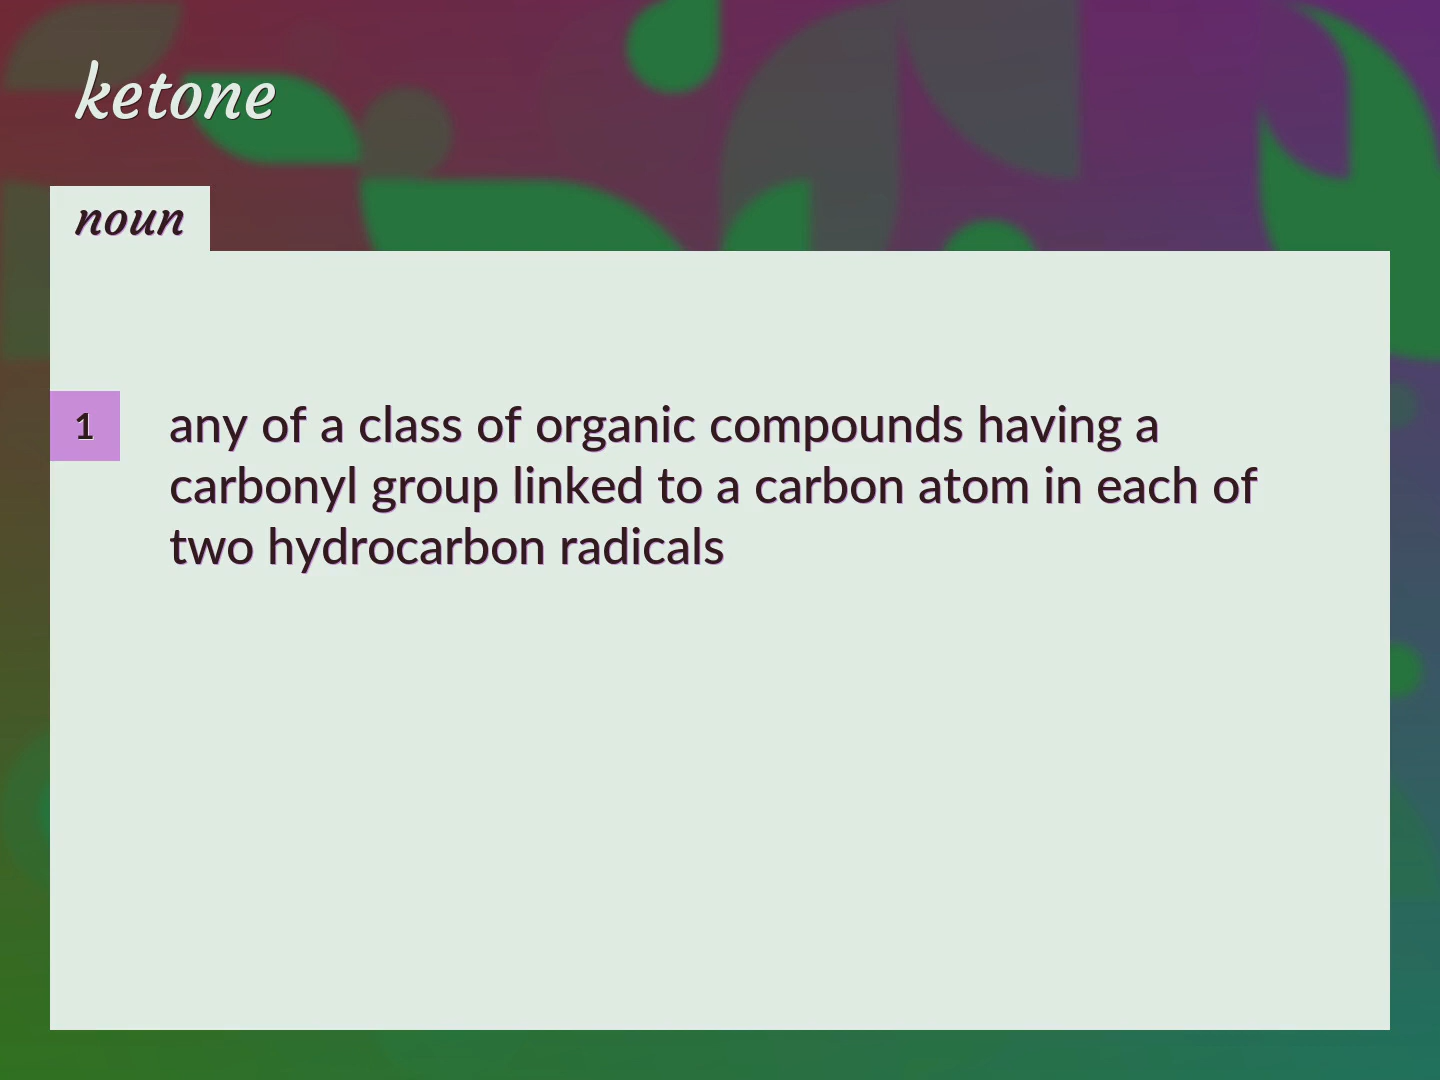 ketone
noun
1
any of a class of organic compounds having a
carbonyl group linked to a carbon atom in each of
two hydrocarbon radicals